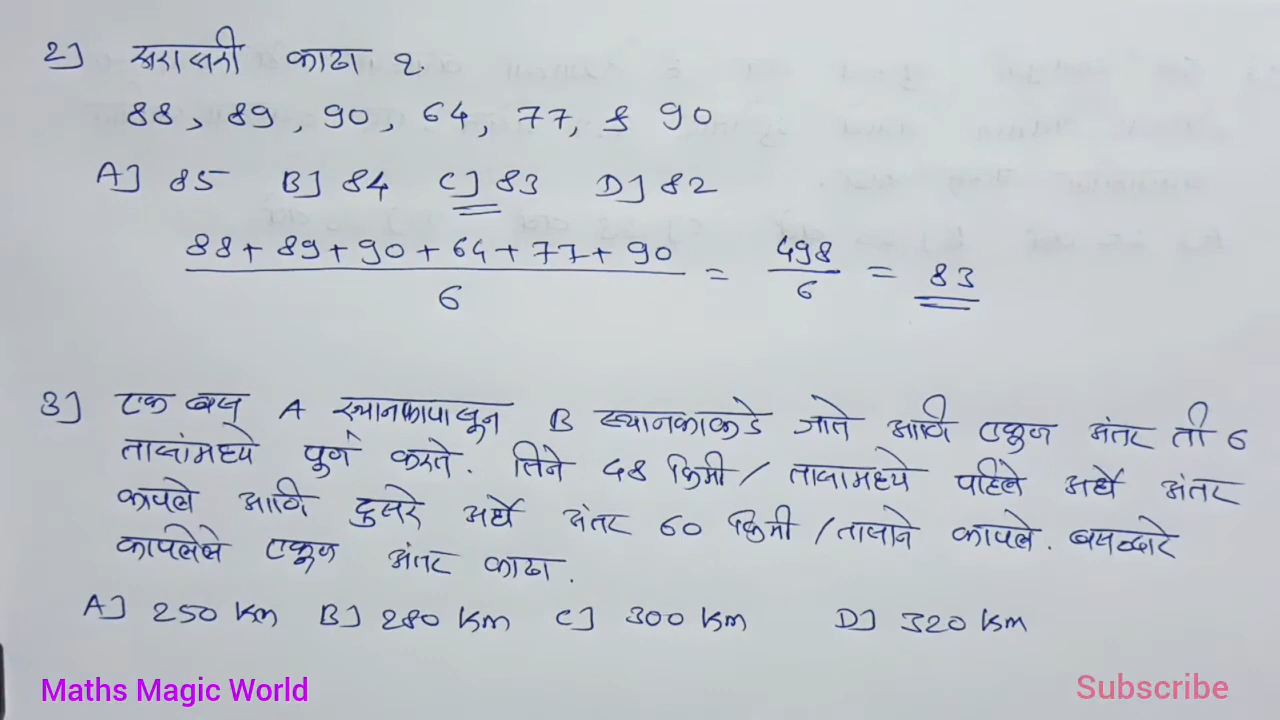 2] सरासरी काढा ?
88, 89, 90, 64, 77, & 90
A] 85 B] 84 C] 83 D] 82
88 + 89 + 90 + 64 + 77 + 90 / 6 = 498 / 6 = 83
3] एक बस A स्थानकापासून B स्थानकाकडे जाते आणि एकूण अंतर ती 6
तासांमध्ये पूर्ण करते. तिने 48 किमी / तासामध्ये पहिले अर्धे अंतर
कापले आणि दुसरे अर्धे अंतर 60 किमी / तासाने कापले. बसद्वारे
कापलेले एकूण अंतर काढा.
A] 250 Km B] 280 Km C] 300 Km D] 320 Km
Maths Magic World
Subscribe